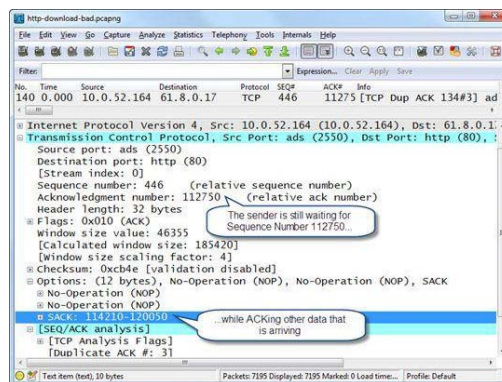 http-download-bad.pcapng
File Edit View Go Capture Analyze Statistics Telephony Tools Internals Help
Filter: Expression... Clear Apply Save
No. Time Source Destination Protocol SEQ# ACK# Info
140 0.000 10.0.52.164 61.8.0.17 TCP 446 11275 [TCP Dup ACK 134#3] ad
Internet Protocol Version 4, Src: 10.0.52.164 (10.0.52.164), Dst: 61.8.0.1
Transmission Control Protocol, Src Port: ads (2550), Dst Port: http (80),
Source port: ads (2550)
Destination port: http (80)
[Stream index: 0]
Sequence number: 446 (relative sequence number)
Acknowledgment number: 112750 (relative ack number)
Header length: 32 bytes
The sender is still waiting for
Sequence Number 112750...
Flags: 0x010 (ACK)
Window size value: 46355
[Calculated window size: 185420]
[Window size scaling factor: 4]
Checksum: 0xcb4e [validation disabled]
Options: (12 bytes), No-Operation (NOP), No-Operation (NOP), SACK
No-Operation (NOP)
No-Operation (NOP)
SACK: 114210-120050
...while ACKing other data that
is arriving
[SEQ/ACK analysis]
[TCP Analysis Flags]
[Duplicate ACK #: 3]
Text item (text), 10 bytes Packets: 7195 Displayed: 7195 Marked: 0 Load time:... Profile: Default